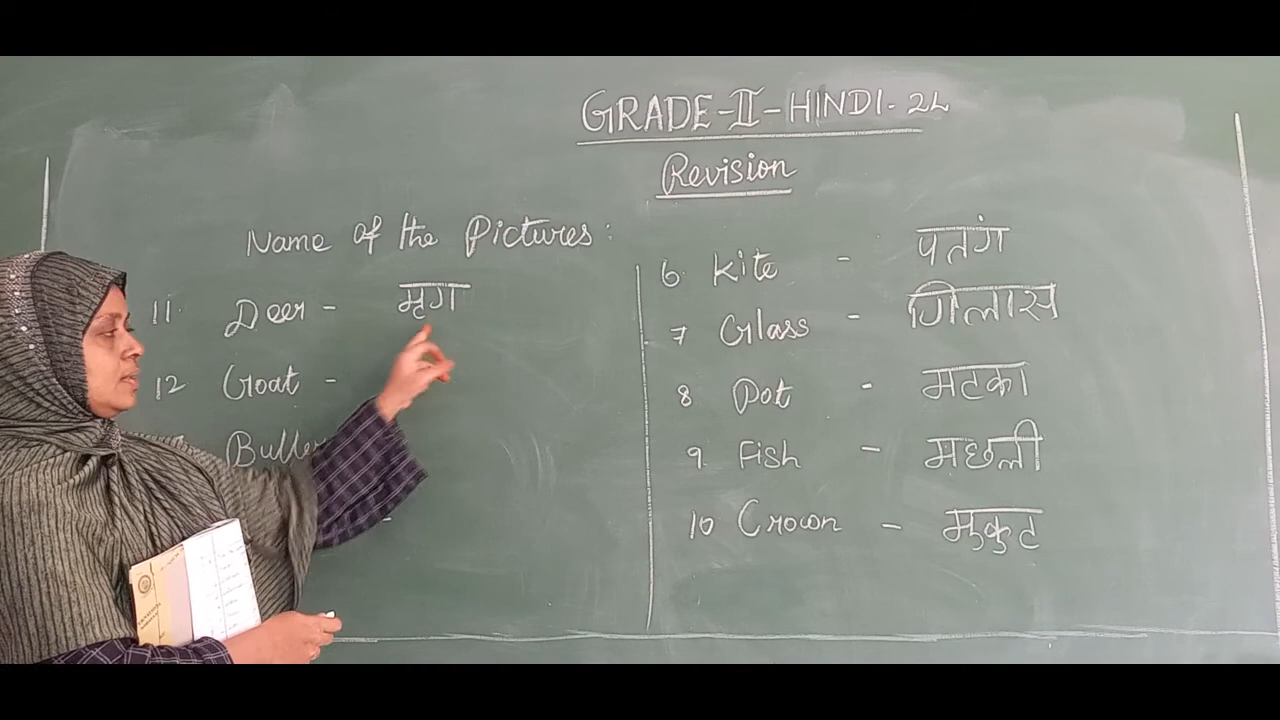 GRADE-II-HINDI-2L
Revision
Name of the Pictures:
11. Deer - मृग
12 Goat -
6. Kite - पतंग
7 Glass - गिलास
8 Pot - मटका
9. Fish - मछली
10 Crown - मुकुट